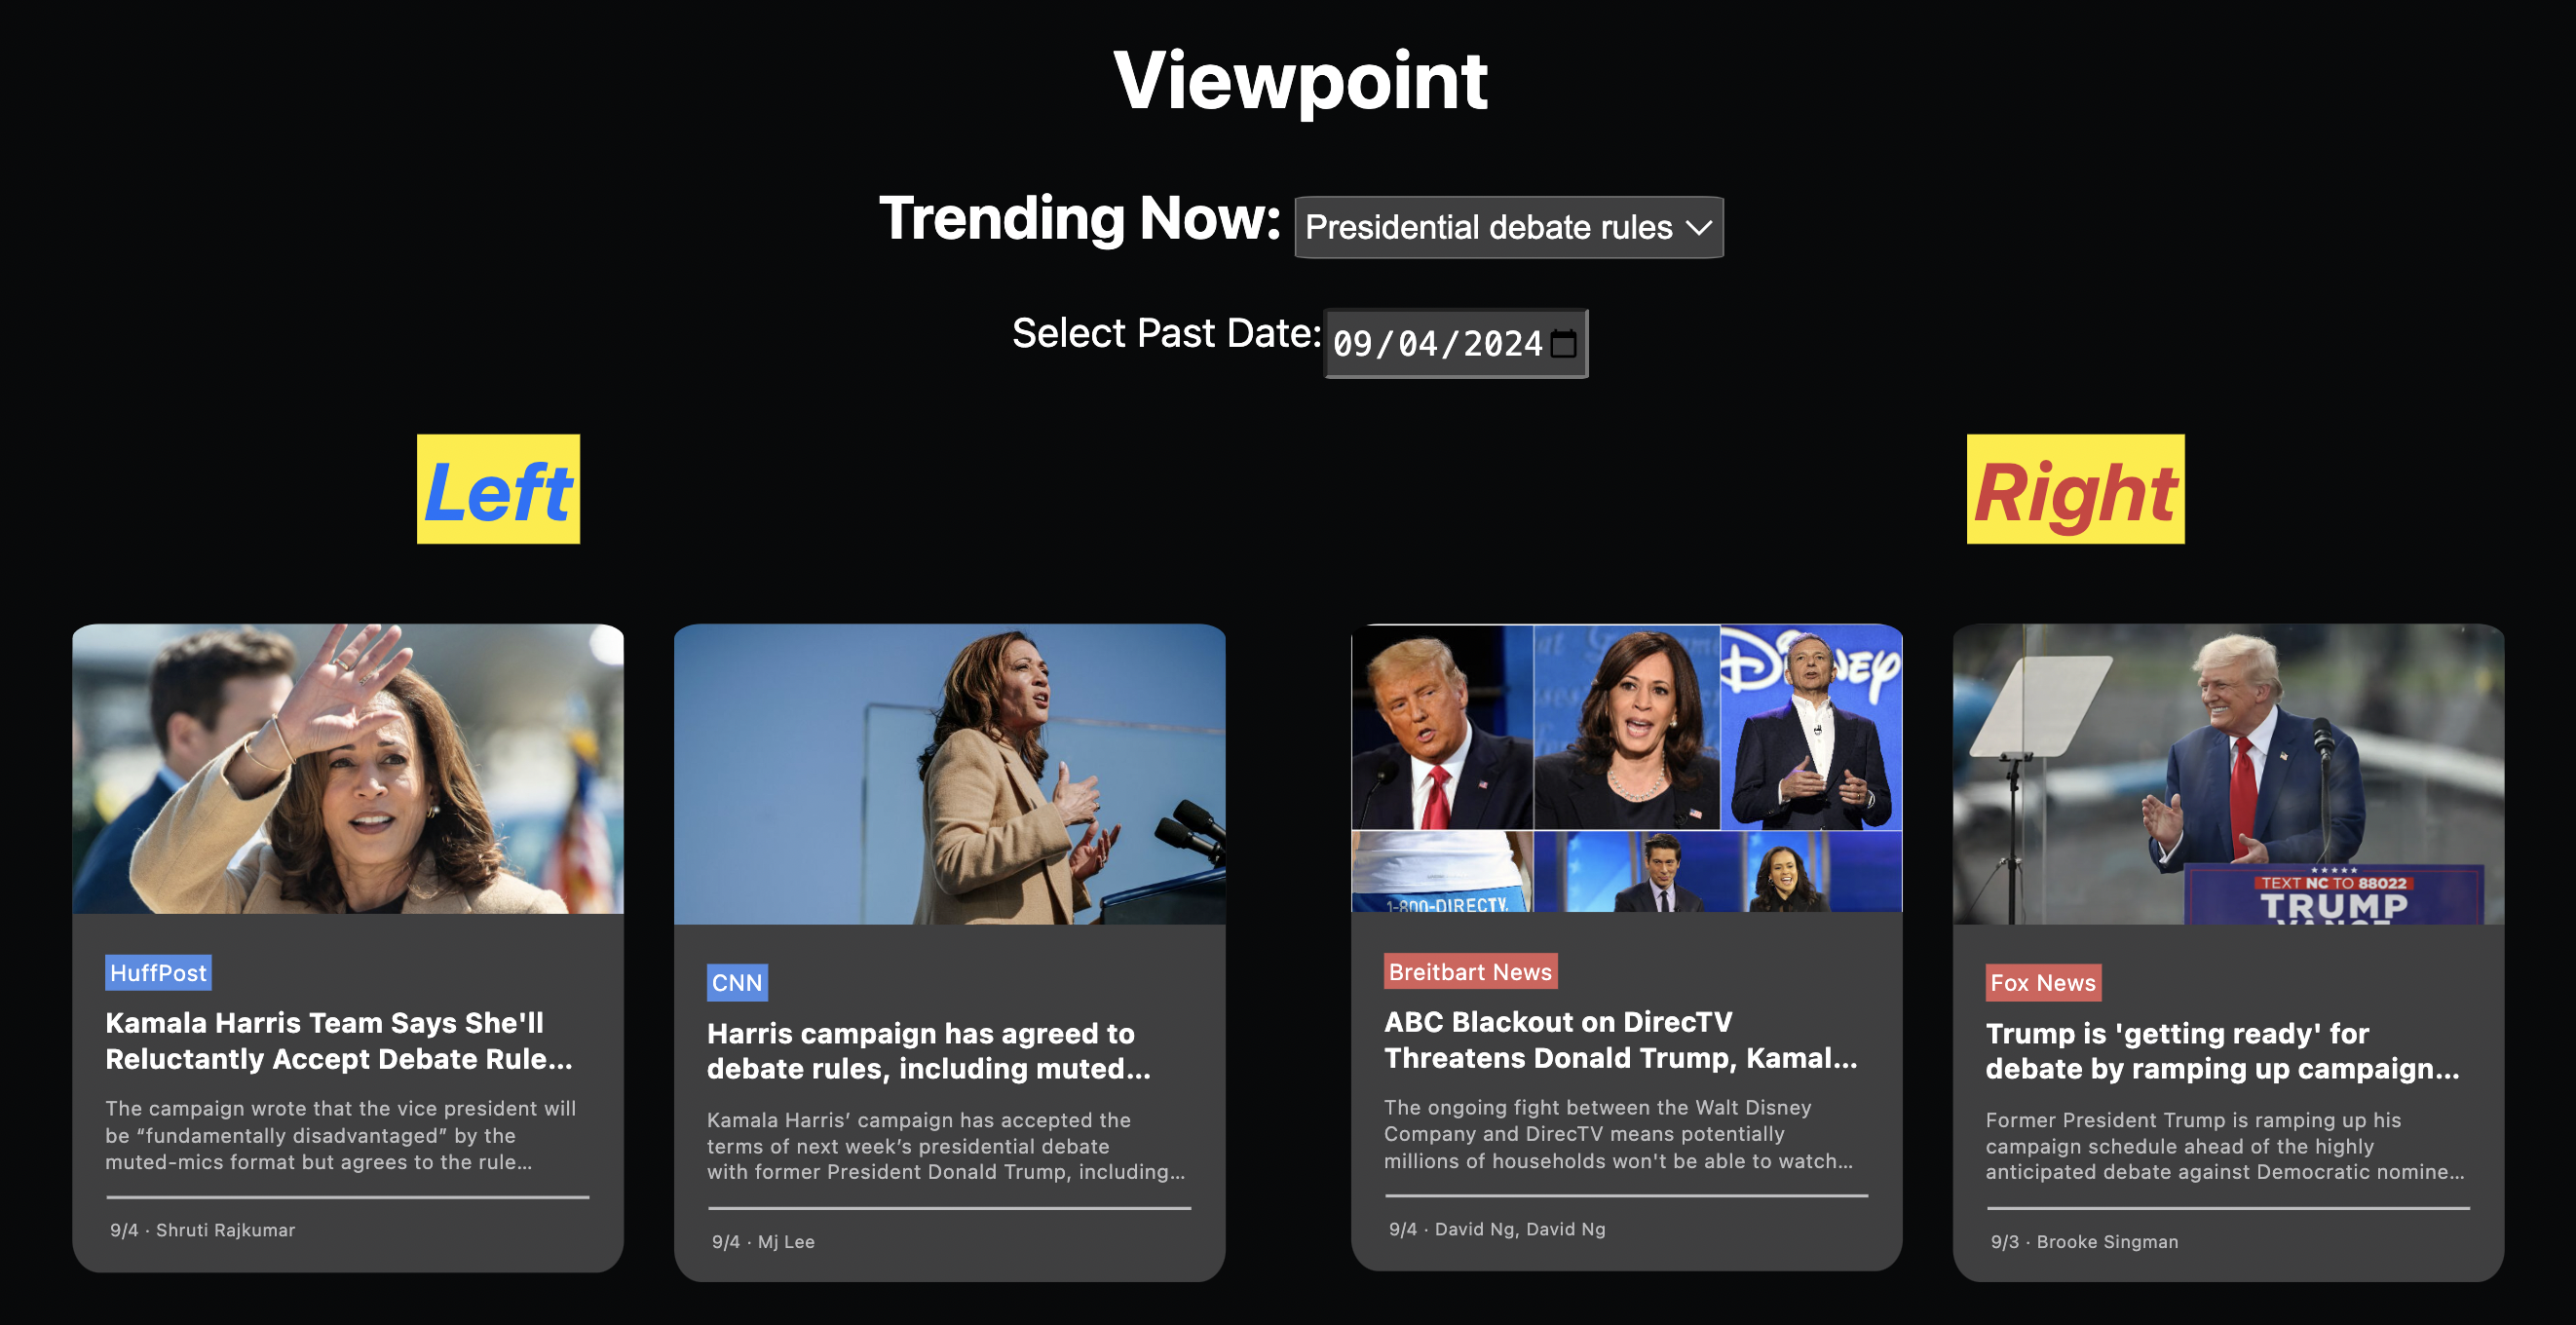 Viewpoint
Trending Now: Presidential debate rules
Select Past Date: 09/04/2024
Left
Right
HuffPost
Kamala Harris Team Says She'll
Reluctantly Accept Debate Rule...
The campaign wrote that the vice president will
be “fundamentally disadvantaged” by the
muted-mics format but agrees to the rule...
9/4 · Shruti Rajkumar
CNN
Harris campaign has agreed to
debate rules, including muted...
Kamala Harris’ campaign has accepted the
terms of next week’s presidential debate
with former President Donald Trump, including...
9/4 · Mj Lee
DISNEY
1-800-DIRECTV.
Breitbart News
ABC Blackout on DirecTV
Threatens Donald Trump, Kamal...
The ongoing fight between the Walt Disney
Company and DirecTV means potentially
millions of households won't be able to watch...
9/4 · David Ng, David Ng
TEXT NC TO 88022
TRUMP
VANCE
Fox News
Trump is 'getting ready' for
debate by ramping up campaign...
Former President Trump is ramping up his
campaign schedule ahead of the highly
anticipated debate against Democratic nomine...
9/3 · Brooke Singman